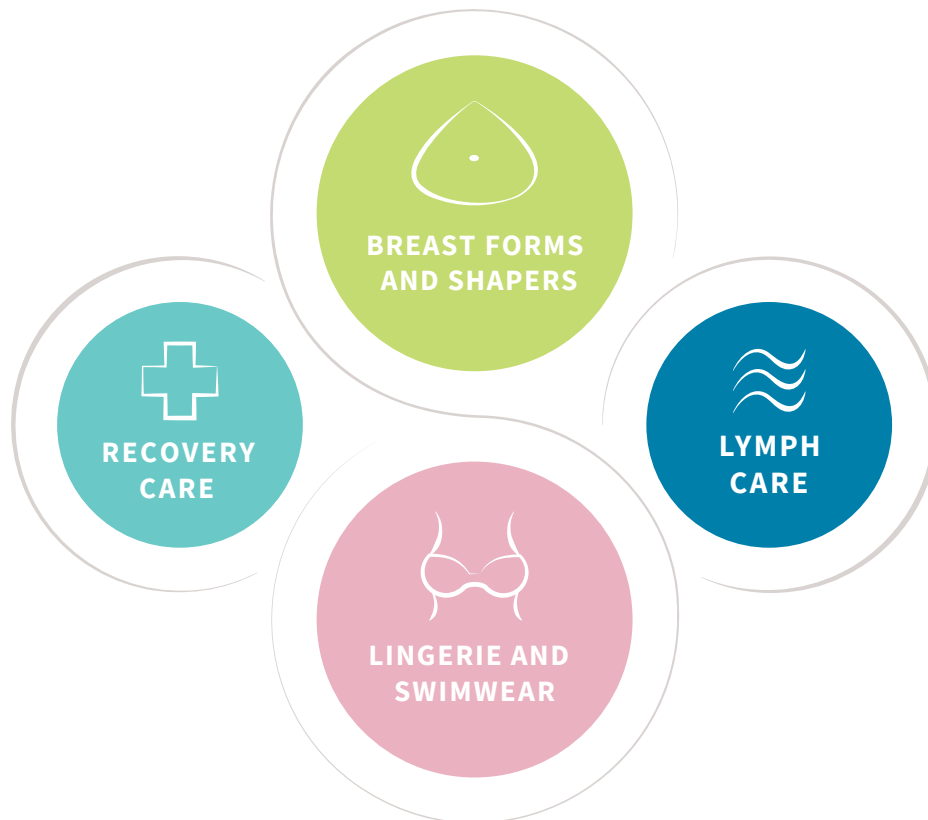 BREAST FORMS
AND SHAPERS
RECOVERY
CARE
LYMPH
CARE
LINGERIE AND
SWIMWEAR